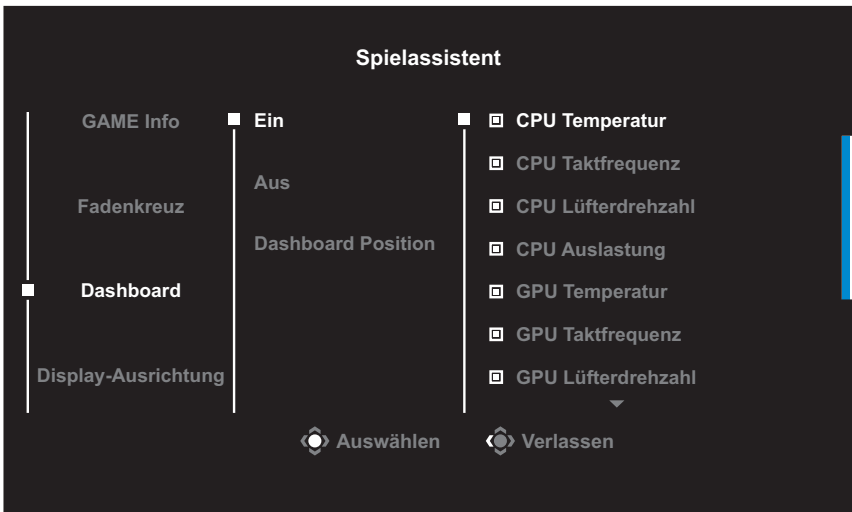 Spielassistent
GAME Info
Fadenkreuz
Dashboard
Display-Ausrichtung
Ein
Aus
Dashboard Position
CPU Temperatur
CPU Taktfrequenz
CPU Lüfterdrehzahl
CPU Auslastung
GPU Temperatur
GPU Taktfrequenz
GPU Lüfterdrehzahl
Auswählen
Verlassen